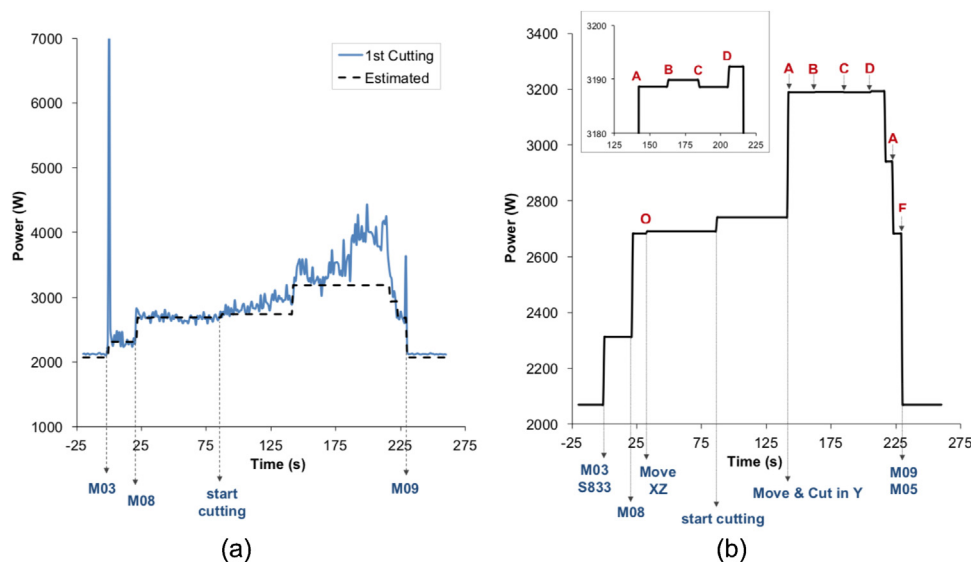 7000
6000
5000
4000
3000
2000
1000
Power (W)
1st Cutting
Estimated
-25
25
75
125
175
225
275
Time (s)
M03
M08
start
cutting
M09
(a)
3400
3200
3000
2800
2600
2400
2200
2000
Power (W)
3200
3190
3180
A
B
C
D
125
150
175
200
225
A
B
C
D
A
F
O
-25
25
75
125
175
225
275
Time (s)
M03
S833
M08
Move
XZ
start cutting
Move & Cut in Y
M09
M05
(b)